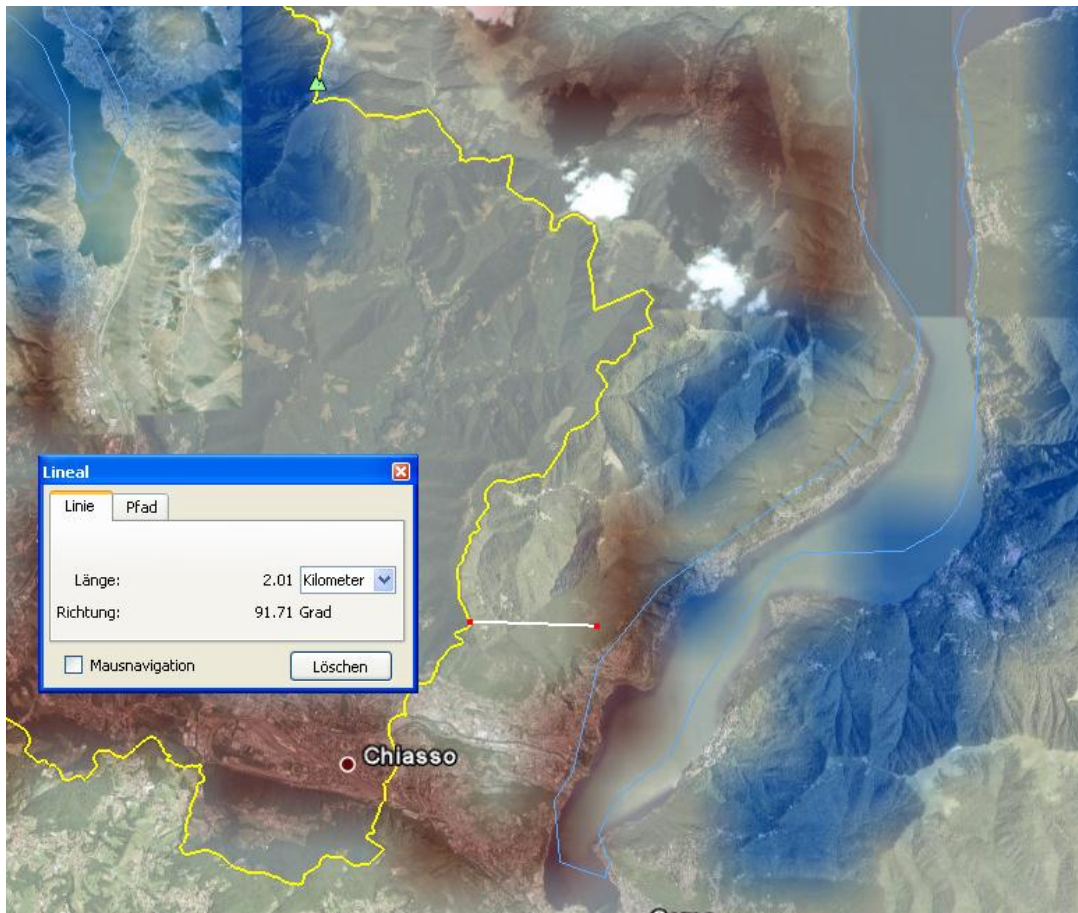 Lineal
Linie Pfad
Länge: 2.01 Kilometer
Richtung: 91.71 Grad
Mausnavigation Löschen
Chiasso